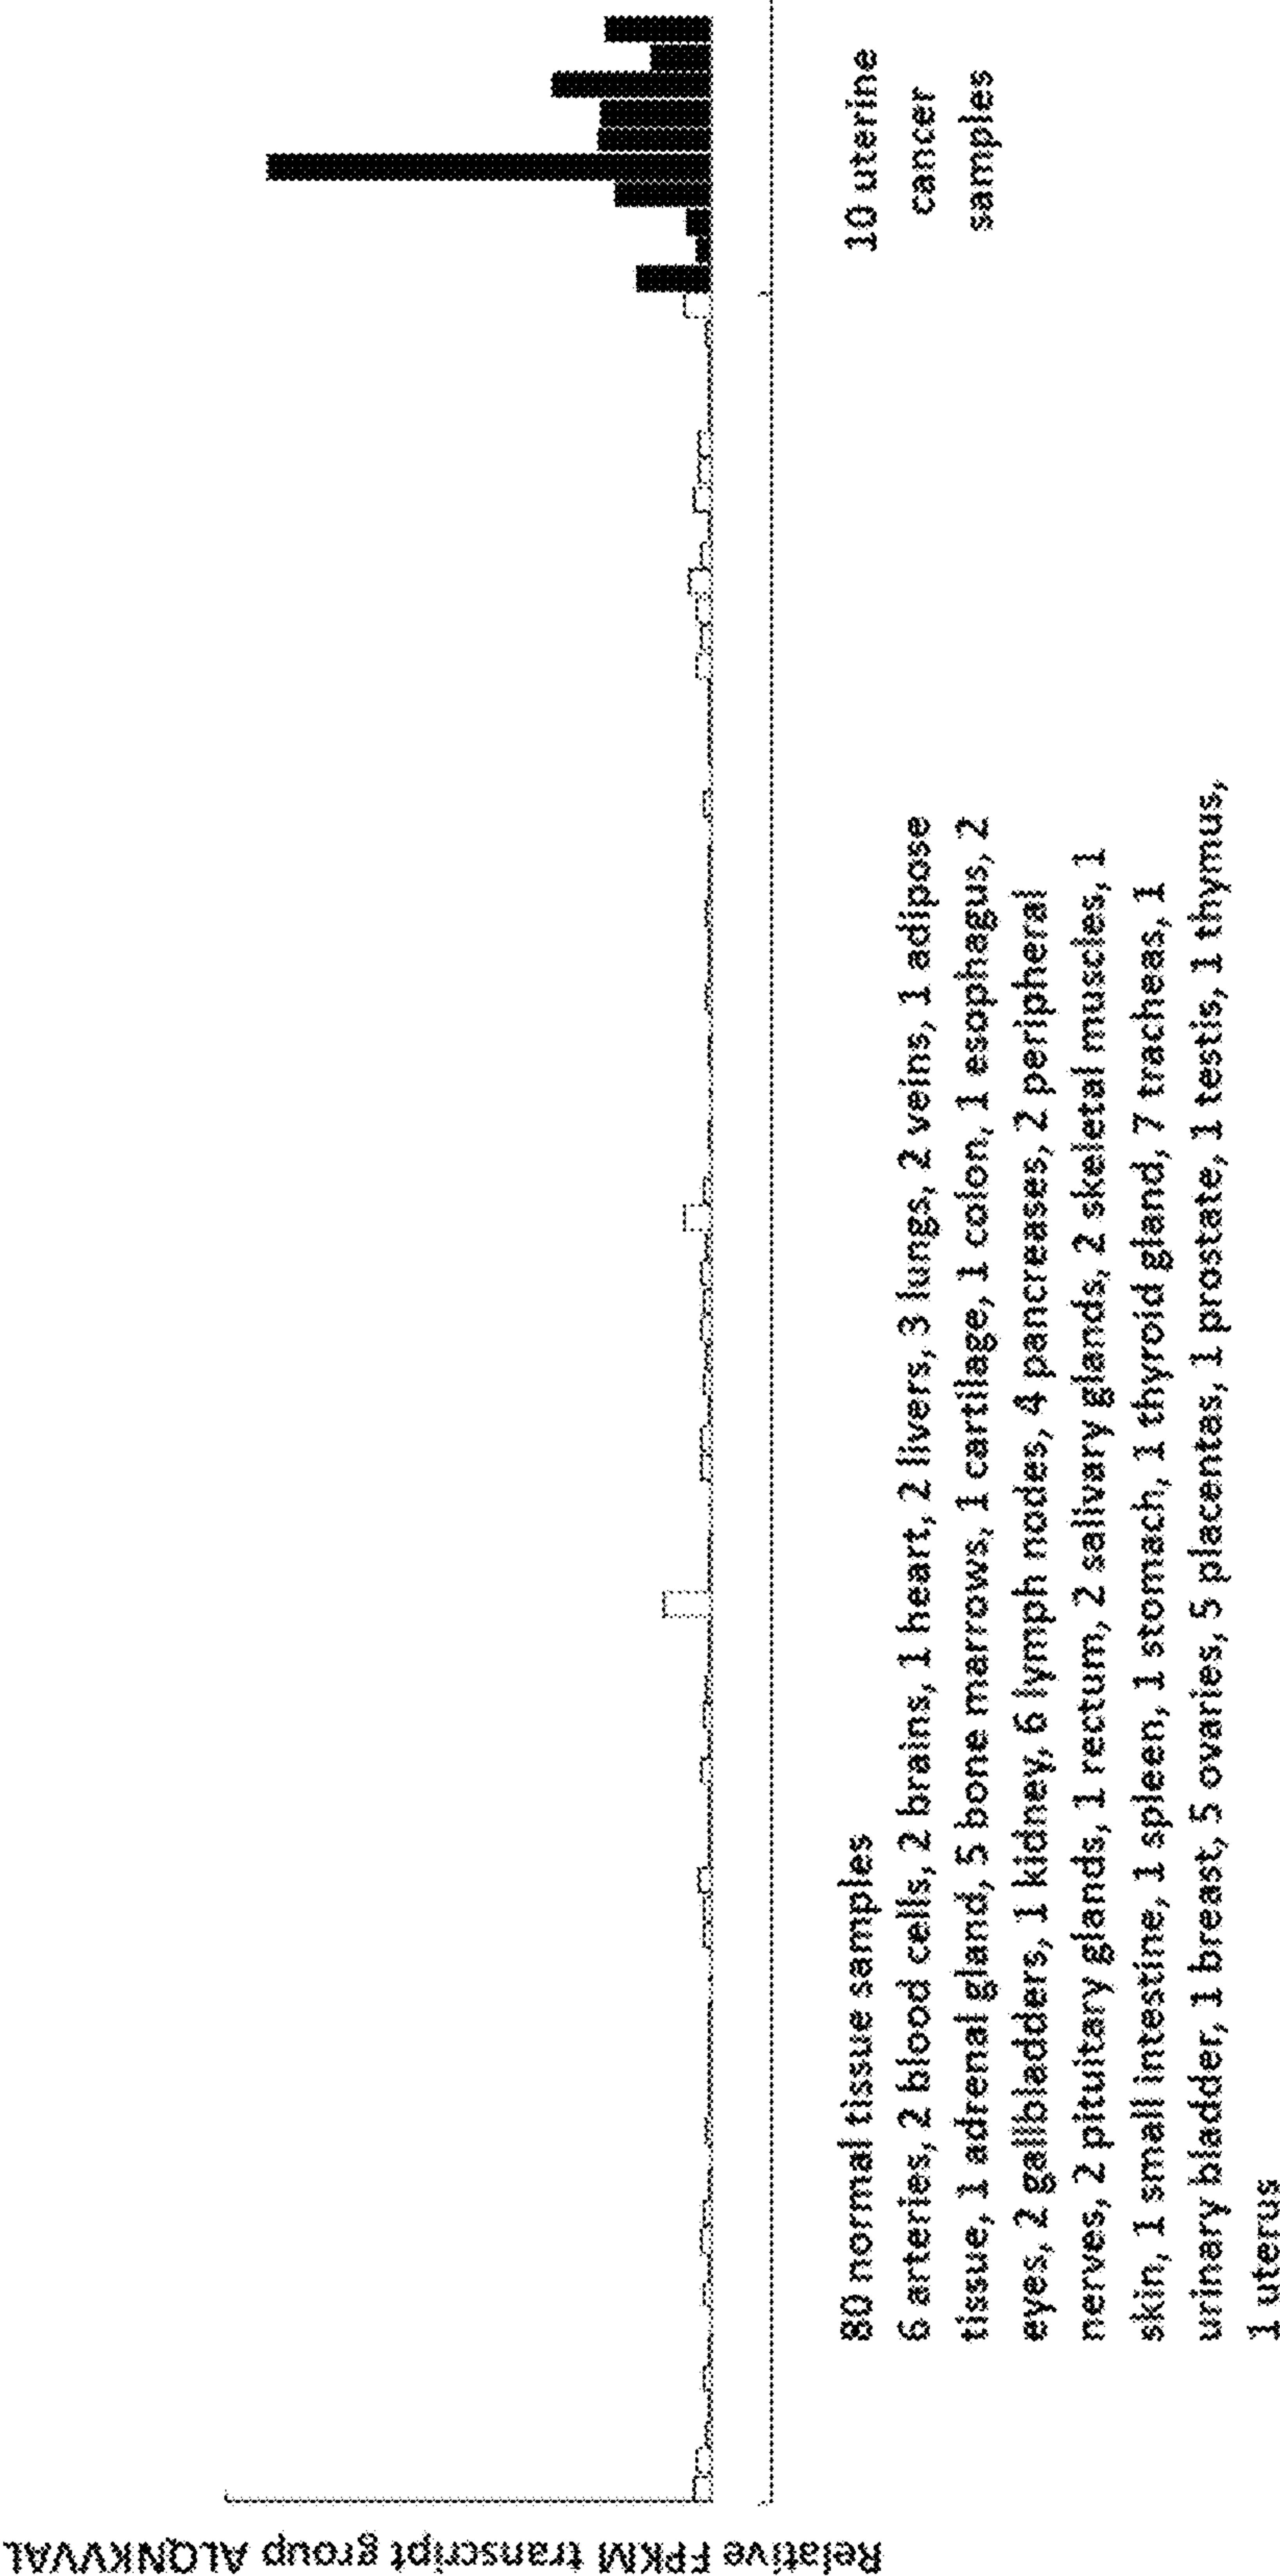 Relative FPKM transcript group ALQNKVVAL
80 normal tissue samples
6 arteries, 2 blood cells, 2 brains, 1 heart, 2 livers, 3 lungs, 2 veins, 1 adipose
tissue, 1 adrenal gland, 5 bone marrows, 1 cartilage, 1 colon, 1 esophagus, 2
eyes, 2 gallbladders, 1 kidney, 6 lymph nodes, 4 pancreases, 2 peripheral
nerves, 2 pituitary glands, 1 rectum, 2 salivary glands, 2 skeletal muscles, 1
skin, 1 small intestine, 1 spleen, 1 stomach, 1 thyroid gland, 7 tracheas, 1
urinary bladder, 1 breast, 5 ovaries, 5 placentas, 1 prostate, 1 testis, 1 thymus,
1 uterus
10 uterine
cancer
samples